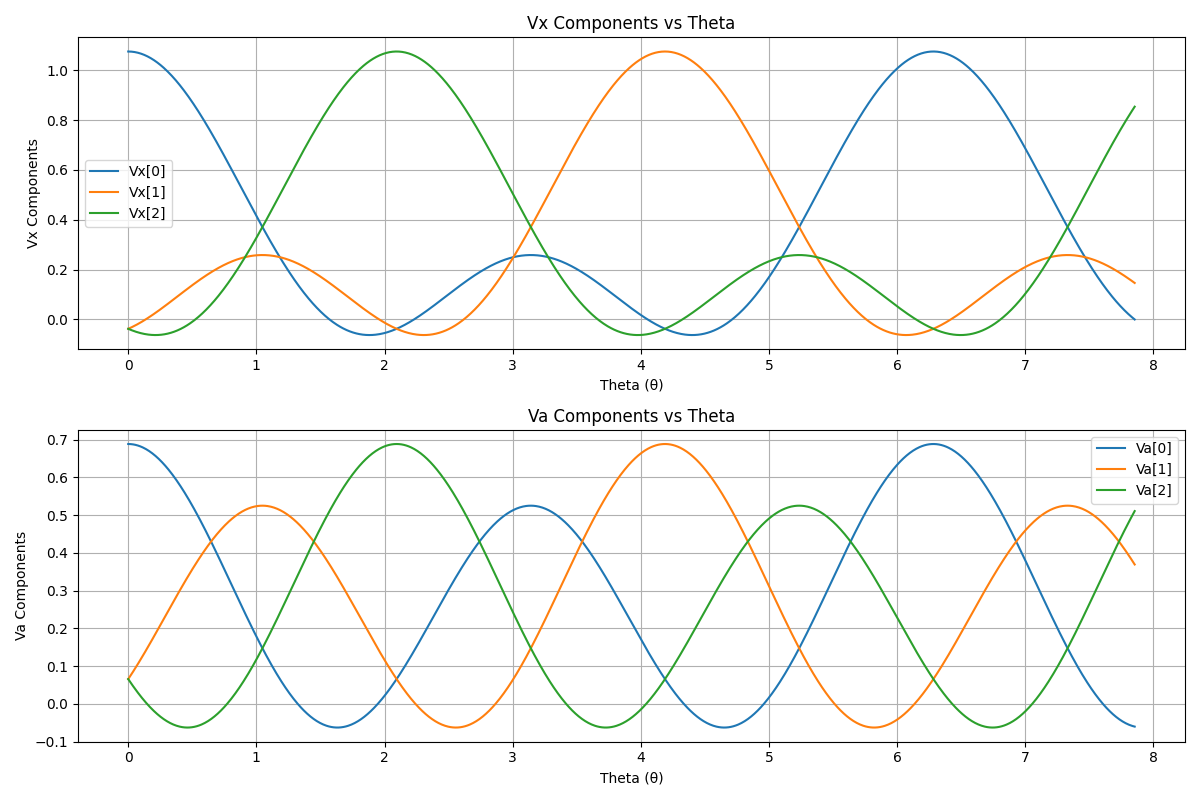 Vx Components vs Theta
Vx Components
1.0
0.8
0.6
0.4
0.2
0.0
Vx[0]
Vx[1]
Vx[2]
0 1 2 3 4 5 6 7 8
Theta (θ)
Va Components vs Theta
Va Components
0.7
0.6
0.5
0.4
0.3
0.2
0.1
0.0
−0.1
Va[0]
Va[1]
Va[2]
0 1 2 3 4 5 6 7 8
Theta (θ)